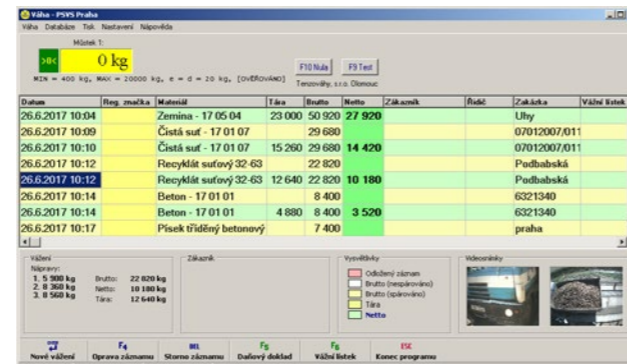 Váha - PSVS Praha
Váha Databáze Tisk Nastavení Nápověda
Můstek 1:
>0< 0 kg
F10 Nula F9 Test
MIN = 400 kg, MAX = 20000 kg, e = d = 20 kg, [OVĚŘOVÁNO] Tenzováhy, s.r.o. Olomouc
Datum Reg. značka Materiál Tára Brutto Netto Zákazník Řidič Zakázka Vážní lístek
26.6.2017 10:04 Zemina - 17 05 04 23 000 50 920 27 920 Uhy
26.6.2017 10:09 Čistá suť - 17 01 07 29 680 07012007/011
26.6.2017 10:10 Čistá suť - 17 01 07 15 260 29 680 14 420 07012007/011
26.6.2017 10:12 Recyklát suťový 32-63 22 820 Podbabská
26.6.2017 10:12 Recyklát suťový 32-63 12 640 22 820 10 180 Podbabská
26.6.2017 10:14 Beton - 17 01 01 8 400 6321340
26.6.2017 10:14 Beton - 17 01 01 4 880 8 400 3 520 6321340
26.6.2017 10:17 Písek tříděný betonový 7 400 praha
Vážení Zákazník Vysvětlivky Videosnímky
Nápravy:
1. 5 900 kg Brutto: 22 820 kg Odložený záznam
2. 8 360 kg Netto: 10 180 kg Brutto (nespárováno)
3. 8 560 kg Tára: 12 640 kg Brutto (spárováno)
Tára
Netto
F4 DEL F5 F6 ESC
Nové vážení Oprava záznamu Storno záznamu Daňový doklad Vážní lístek Konec programu